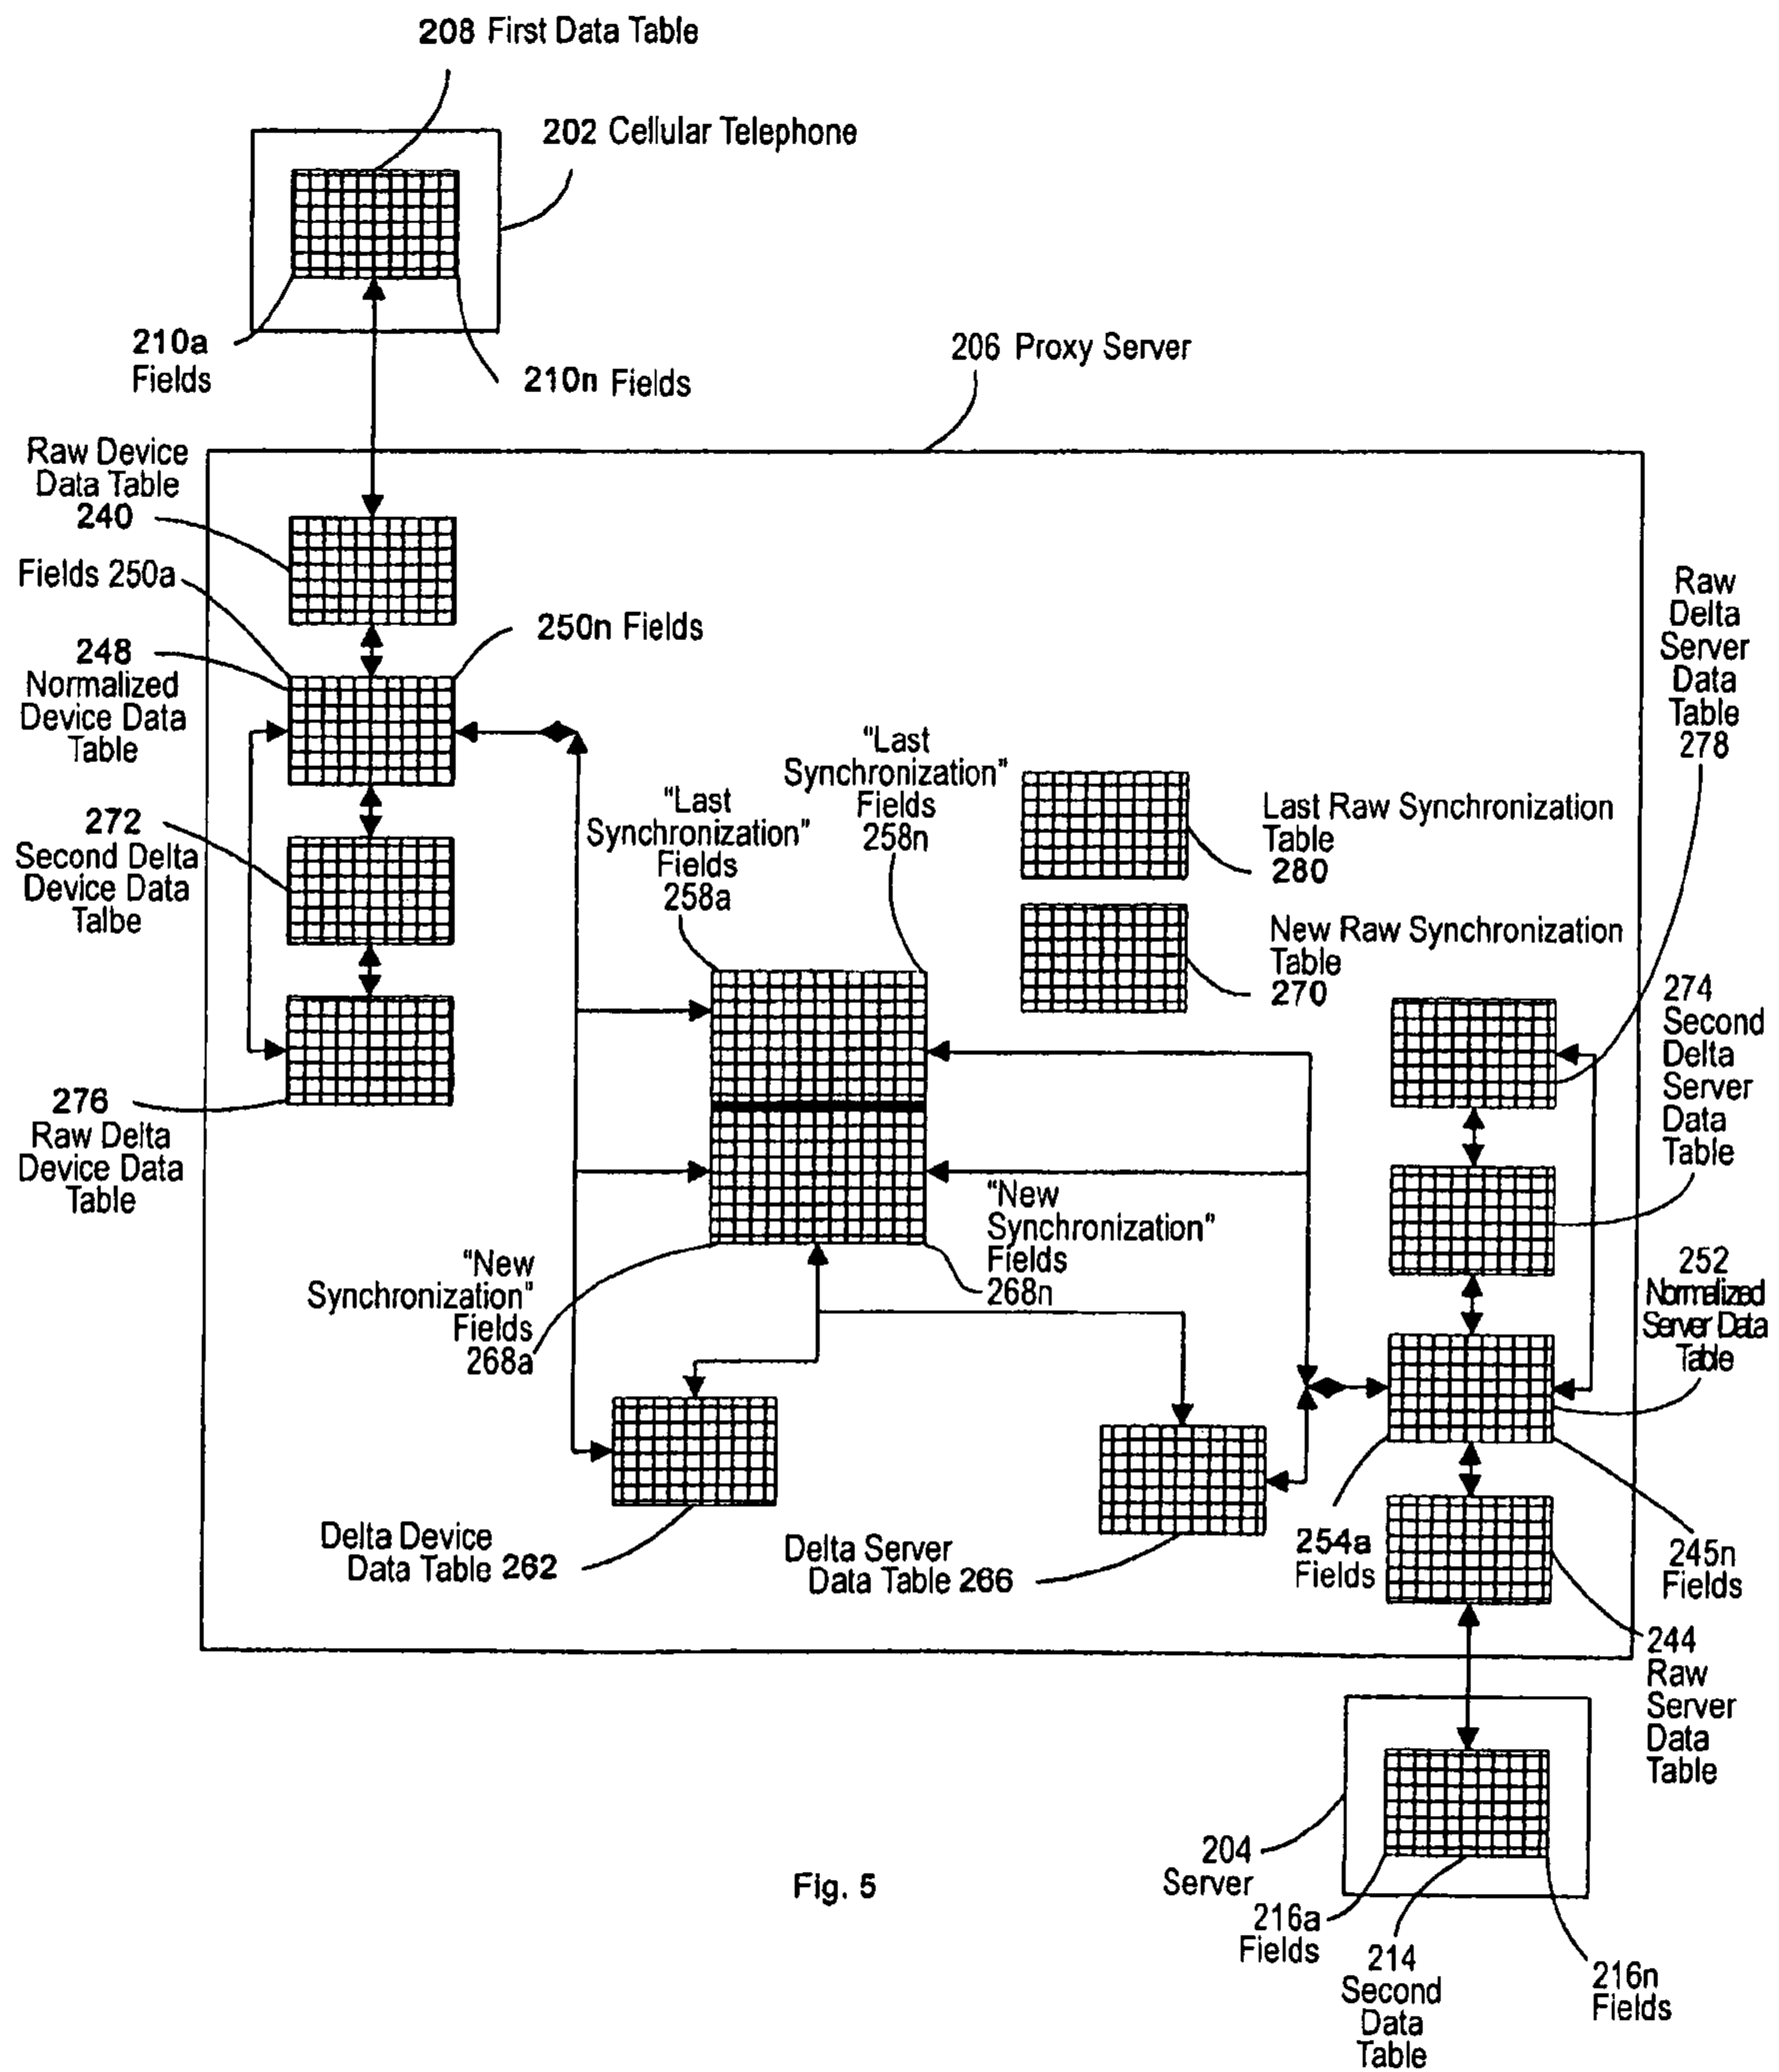 208 First Data Table
202 Cellular Telephone
210a
Fields
210n Fields
206 Proxy Server
Raw Device
Data Table
240
Fields 250a
250n Fields
248
Normalized
Device Data
Table
272
Second Delta
Device Data
Talbe
276
Raw Delta
Device Data
Table
"Last
Synchronization"
Fields
258a
"Last
Synchronization"
Fields
258n
Last Raw Synchronization
Table
280
New Raw Synchronization
Table
270
Raw
Delta
Server
Data
Table
278
274
Second
Delta
Server
Data
Table
252
Normalized
Server Data
Table
"New
Synchronization"
Fields
268a
"New
Synchronization"
Fields
268n
Delta Device
Data Table 262
Delta Server
Data Table 266
254a
Fields
245n
Fields
244
Raw
Server
Data
Table
204
Server
216a
Fields
214
Second
Data
Table
216n
Fields
Fig. 5